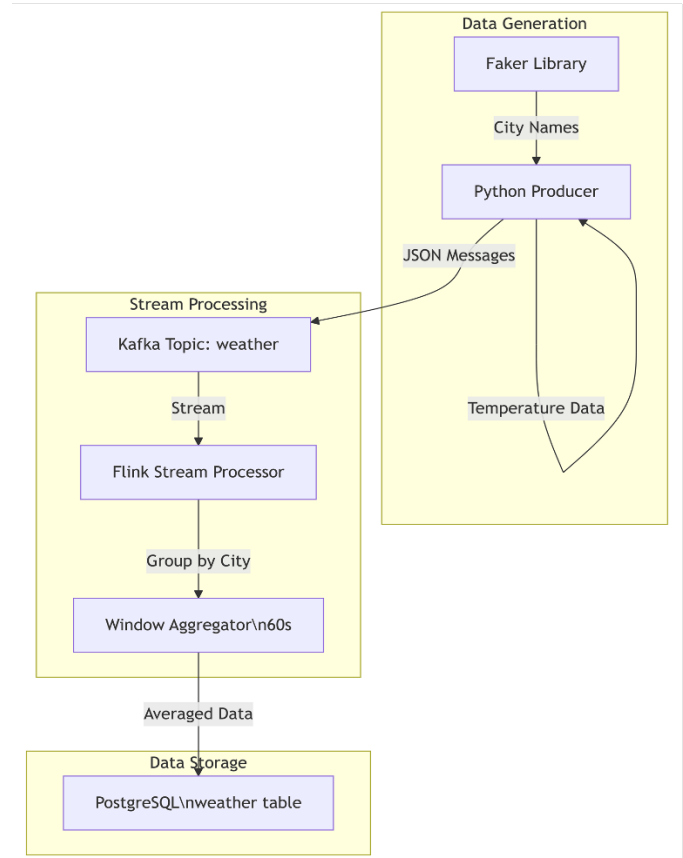 Data Generation
Faker Library
City Names
Python Producer
JSON Messages
Stream Processing
Kafka Topic: weather
Stream
Temperature Data
Flink Stream Processor
Group by City
Window Aggregator\n60s
Averaged Data
Data Storage
PostgreSQL\nweather table